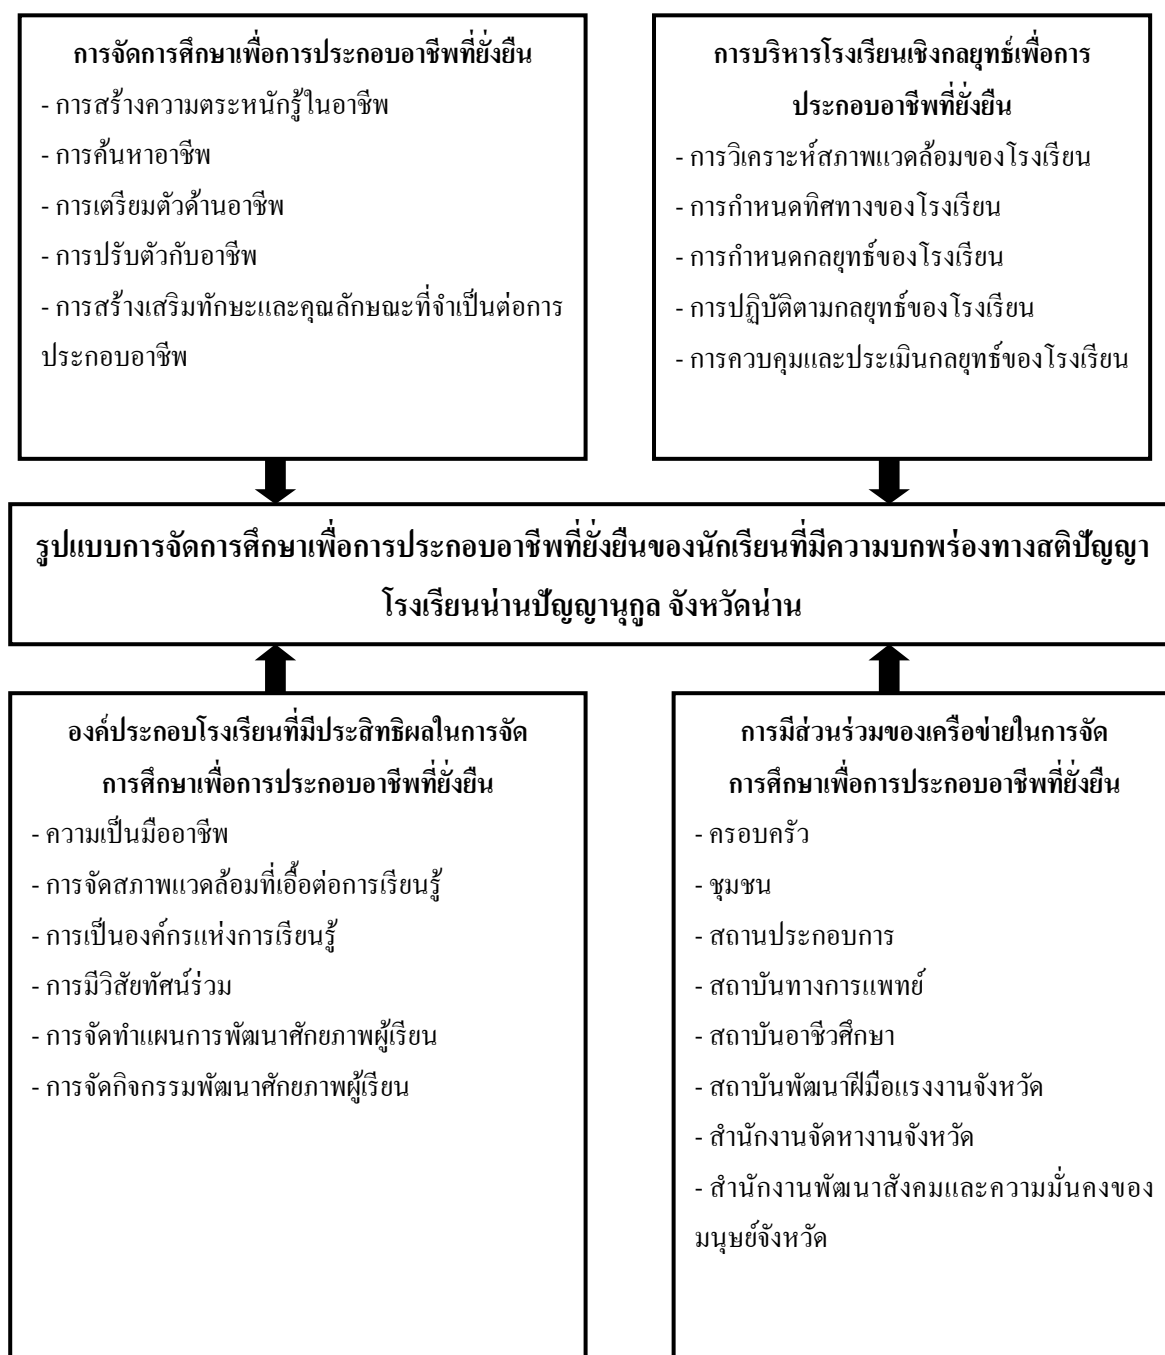 การจัดการศึกษาเพื่อการประกอบอาชีพที่ยั่งยืน
- การสร้างความตระหนักรู้ในอาชีพ
- การค้นหาอาชีพ
- การเตรียมตัวด้านอาชีพ
- การปรับตัวกับอาชีพ
- การสร้างเสริมทักษะและคุณลักษณะที่จำเป็นต่อการ
ประกอบอาชีพ
การบริหารโรงเรียนเชิงกลยุทธ์เพื่อการ
ประกอบอาชีพที่ยั่งยืน
- การวิเคราะห์สภาพแวดล้อมของโรงเรียน
- การกำหนดทิศทางของโรงเรียน
- การกำหนดกลยุทธ์ของโรงเรียน
- การปฏิบัติตามกลยุทธ์ของโรงเรียน
- การควบคุมและประเมินกลยุทธ์ของโรงเรียน
รูปแบบการจัดการศึกษาเพื่อการประกอบอาชีพที่ยั่งยืนของนักเรียนที่มีความบกพร่องทางสติปัญญา
โรงเรียนน่านปัญญานุกูล จังหวัดน่าน
องค์ประกอบโรงเรียนที่มีประสิทธิผลในการจัด
การศึกษาเพื่อการประกอบอาชีพที่ยั่งยืน
- ความเป็นมืออาชีพ
- การจัดสภาพแวดล้อมที่เอื้อต่อการเรียนรู้
- การเป็นองค์กรแห่งการเรียนรู้
- การมีวิสัยทัศน์ร่วม
- การจัดทำแผนการพัฒนาศักยภาพผู้เรียน
- การจัดกิจกรรมพัฒนาศักยภาพผู้เรียน
การมีส่วนร่วมของเครือข่ายในการจัด
การศึกษาเพื่อการประกอบอาชีพที่ยั่งยืน
- ครอบครัว
- ชุมชน
- สถานประกอบการ
- สถาบันทางการแพทย์
- สถาบันอาชีวศึกษา
- สถาบันพัฒนาฝีมือแรงงานจังหวัด
- สำนักงานจัดหางานจังหวัด
- สำนักงานพัฒนาสังคมและความมั่นคงของ
มนุษย์จังหวัด